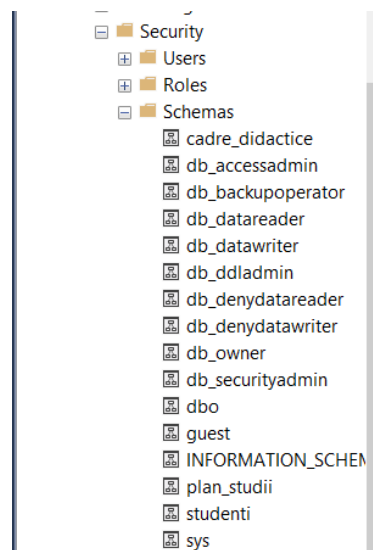 Security
Users
Roles
Schemas
cadre_didactice
db_accessadmin
db_backupoperator
db_datareader
db_datawriter
db_ddladmin
db_denydatareader
db_denydatawriter
db_owner
db_securityadmin
dbo
guest
INFORMATION_SCHEM
plan_studii
studenti
sys